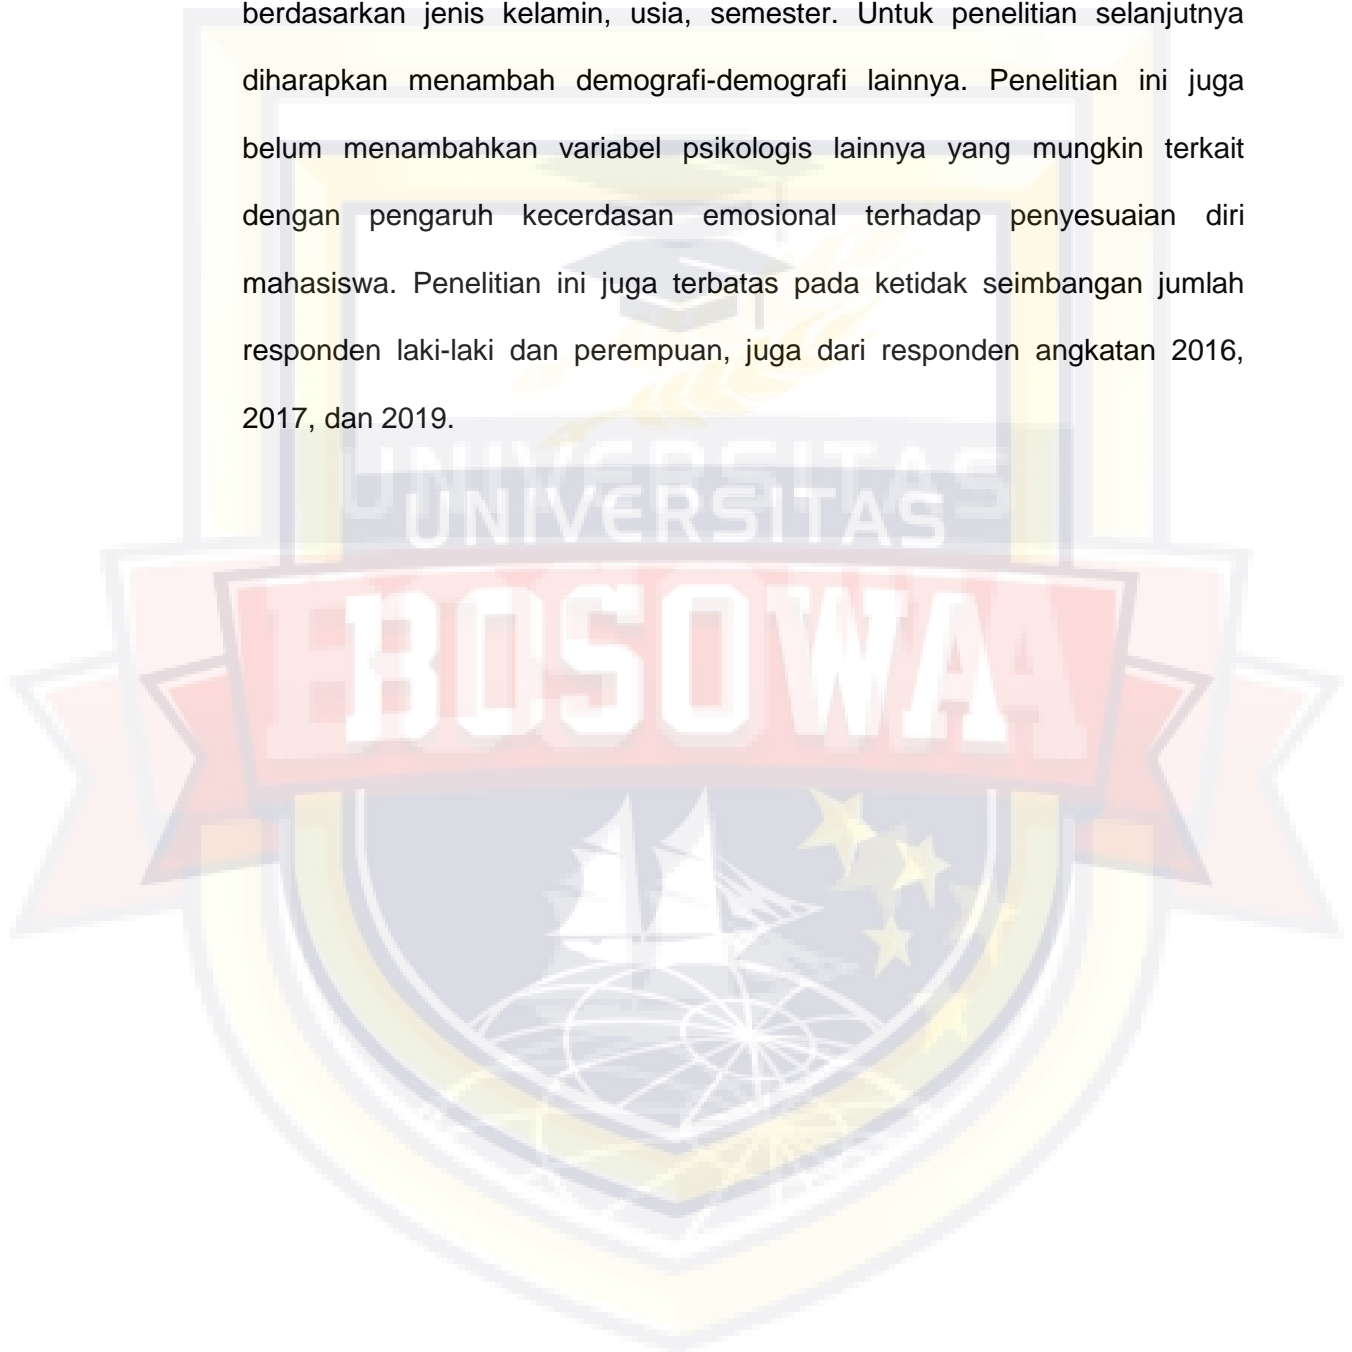 berdasarkan jenis kelamin, usia, semester. Untuk penelitian selanjutnya
diharapkan menambah demografi-demografi lainnya. Penelitian ini juga
belum menambahkan variabel psikologis lainnya yang mungkin terkait
dengan pengaruh kecerdasan emosional terhadap penyesuaian diri
mahasiswa. Penelitian ini juga terbatas pada ketidak seimbangan jumlah
responden laki-laki dan perempuan, juga dari responden angkatan 2016,
2017, dan 2019.
UNIVERSITAS
UNIVERSITAS
BOSOWA
BOSOWA